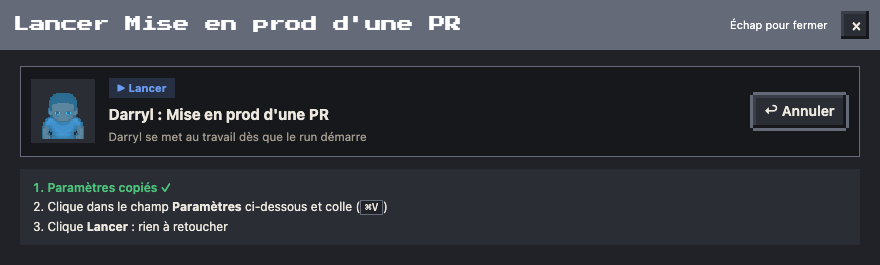 Lancer Mise en prod d'une PR
Échap pour fermer
×
▶ Lancer
Darryl : Mise en prod d'une PR
Darryl se met au travail dès que le run démarre
↩ Annuler
1. Paramètres copiés ✓
2. Clique dans le champ Paramètres ci-dessous et colle (⌘V)
3. Clique Lancer : rien à retoucher